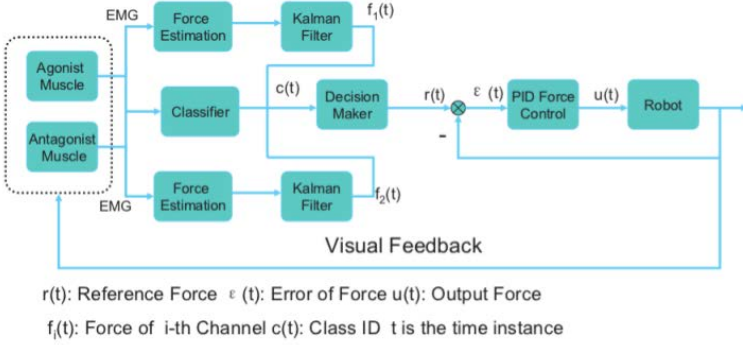 EMG
Force
Estimation
Kalman
Filter
f₁(t)
Agonist
Muscle
Antagonist
Muscle
Classifier
c(t)
Decision
Maker
r(t)
ε (t)
PID Force
Control
u(t)
Robot
-
EMG
Force
Estimation
Kalman
Filter
f₂(t)
Visual Feedback
r(t): Reference Force ε (t): Error of Force u(t): Output Force
fᵢ(t): Force of i-th Channel c(t): Class ID t is the time instance